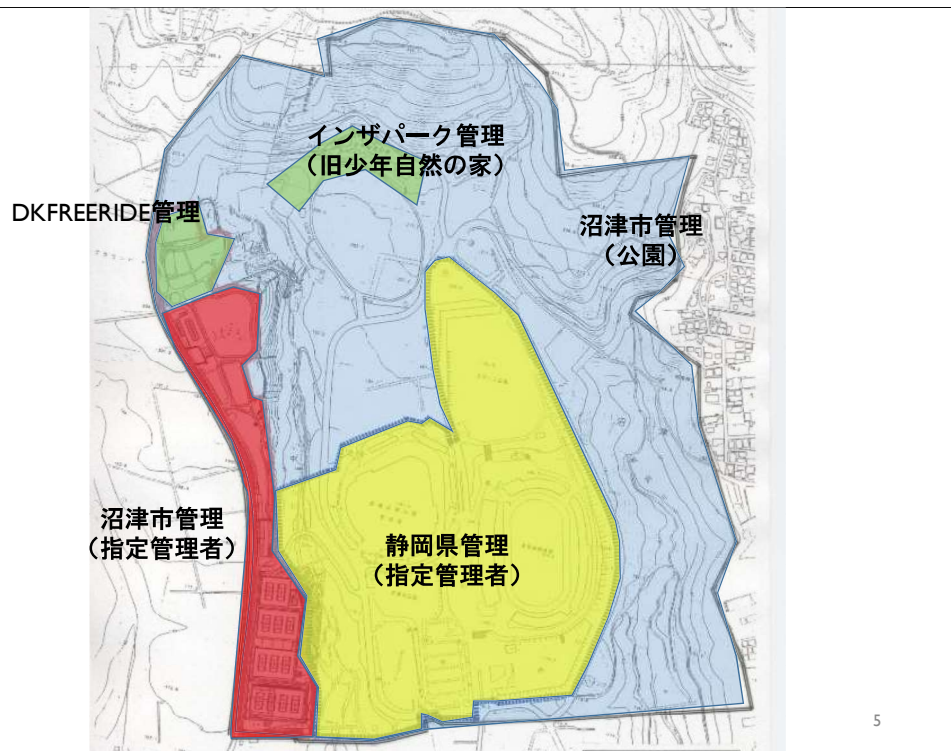 インザパーク管理
（旧少年自然の家）
DKFREERIDE管理
沼津市管理
（公園）
沼津市管理
（指定管理者）
静岡県管理
（指定管理者）
5